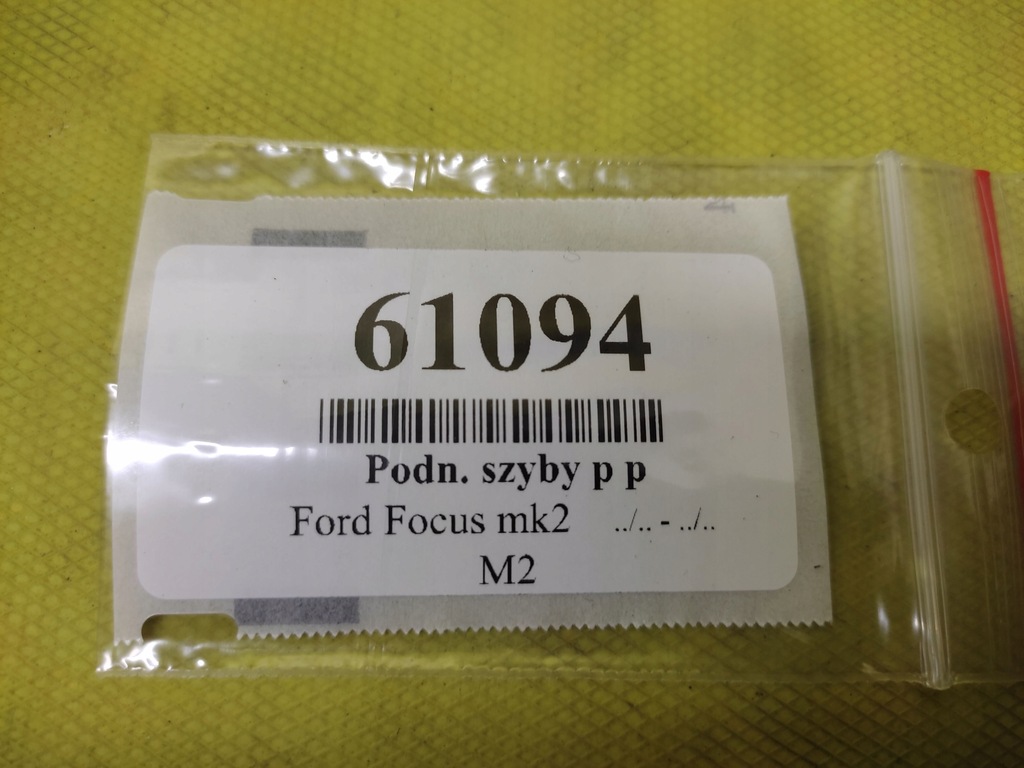 61094
Podn. szyby p p
Ford Focus mk2 ../.. - ../..
M2